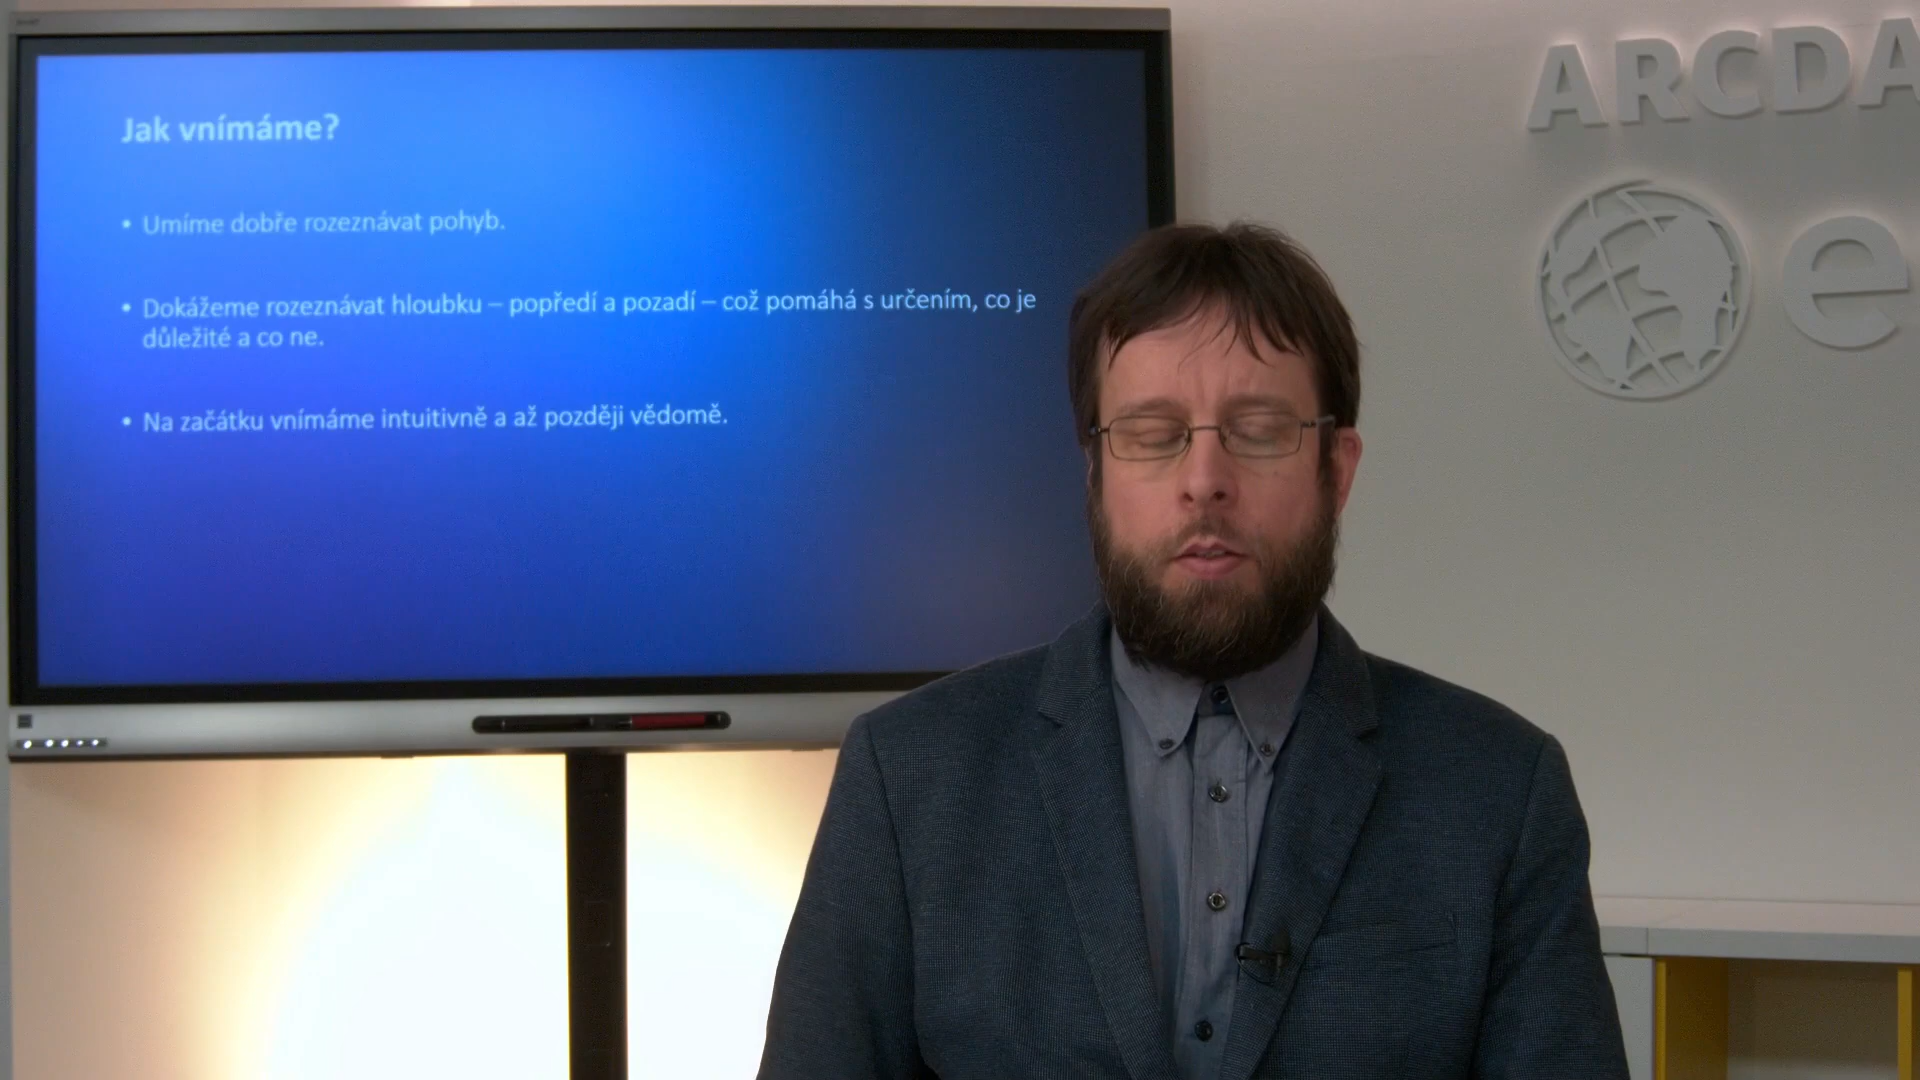 Jak vnímáme?
• Umíme dobře rozeznávat pohyb.
• Dokážeme rozeznávat hloubku – popředí a pozadí – což pomáhá s určením, co je
důležité a co ne.
• Na začátku vnímáme intuitivně a až později vědomě.
ARCDA
e